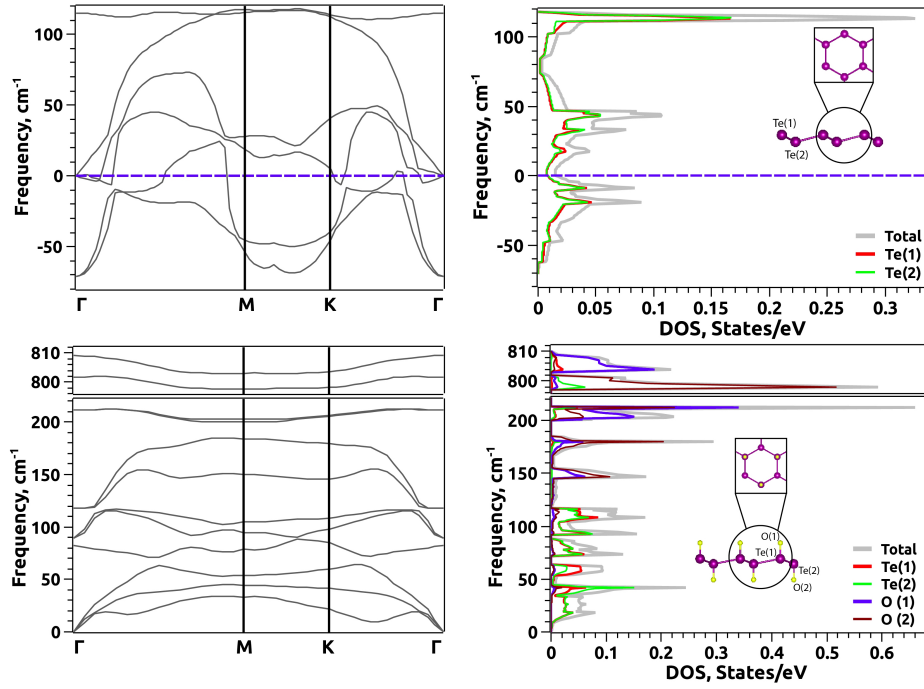 Frequency, cm⁻¹
100
50
0
-50
Γ M K Γ
Frequency, cm⁻¹
100
50
0
-50
Te(1)
Te(2)
Total
Te(1)
Te(2)
0 0.05 0.1 0.15 0.2 0.25 0.3
DOS, States/eV
Frequency, cm⁻¹
810
800
200
150
100
50
0
Γ M K Γ
Frequency, cm⁻¹
810
800
200
150
100
50
0
O(1)
Te(1)
Te(2)
O(2)
Total
Te(1)
Te(2)
O (1)
O (2)
0 0.1 0.2 0.3 0.4 0.5 0.6
DOS, States/eV